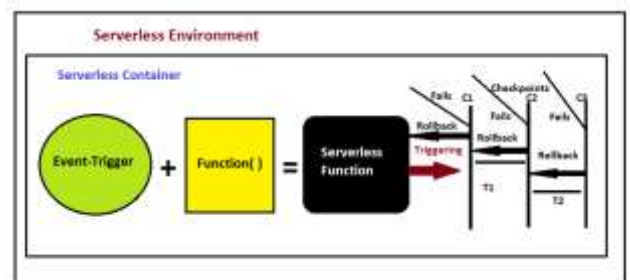 Serverless Environment
Serverless Container
Event-Trigger
+
Function( )
=
Serverless
Function
Fails
C1
Checkpoints
C2
C3
Fails
Fails
Rollback
Rollback
Rollback
Triggering
T1
T2